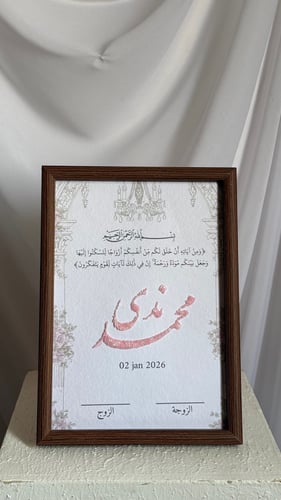 بسم الله الرحمن الرحيم
﴿وَمِنْ آيَاتِهِ أَنْ خَلَقَ لَكُم مِّنْ أَنفُسِكُمْ أَزْوَاجًا لِّتَسْكُنُوا إِلَيْهَا
وَجَعَلَ بَيْنَكُم مَّوَدَّةً وَرَحْمَةً إِنَّ فِي ذَٰلِكَ لَآيَاتٍ لِّقَوْمٍ يَتَفَكَّرُونَ﴾
ندى
محمد
02 jan 2026
الزوجة الزوج